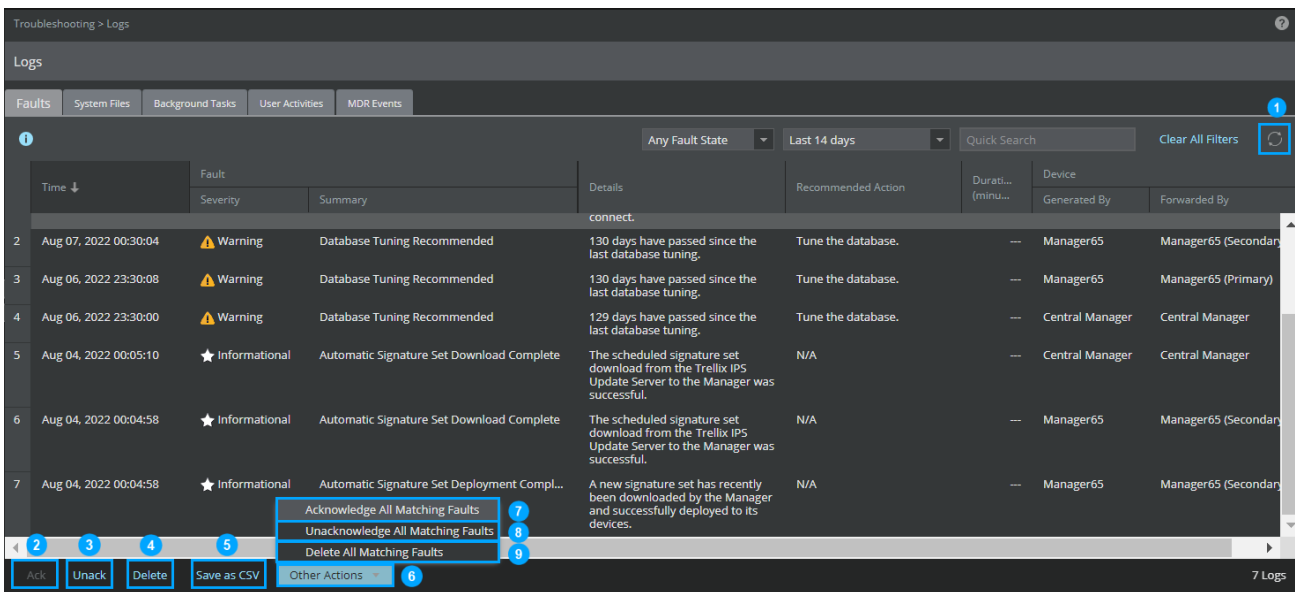 Troubleshooting > Logs
?
Logs
Faults System Files Background Tasks User Activities MDR Events
1
i Any Fault State Last 14 days Quick Search Clear All Filters
Fault Device
Time Details Recommended Action Durati...
(minu...
Severity Summary Generated By Forwarded By
connect.
2 Aug 07, 2022 00:30:04 Warning Database Tuning Recommended 130 days have passed since the Tune the database. --- Manager65 Manager65 (Secondary
last database tuning.
3 Aug 06, 2022 23:30:08 Warning Database Tuning Recommended 130 days have passed since the Tune the database. --- Manager65 Manager65 (Primary)
last database tuning.
4 Aug 06, 2022 23:30:00 Warning Database Tuning Recommended 129 days have passed since the Tune the database. --- Central Manager Central Manager
last database tuning.
5 Aug 04, 2022 00:05:10 Informational Automatic Signature Set Download Complete The scheduled signature set N/A --- Central Manager Central Manager
download from the Trellix IPS
Update Server to the Manager was
successful.
6 Aug 04, 2022 00:04:58 Informational Automatic Signature Set Download Complete The scheduled signature set N/A --- Manager65 Manager65 (Secondary
download from the Trellix IPS
Update Server to the Manager was
successful.
7 Aug 04, 2022 00:04:58 Informational Automatic Signature Set Deployment Compl... A new signature set has recently N/A --- Manager65 Manager65 (Secondary
been downloaded by the Manager
and successfully deployed to its
devices.
Acknowledge All Matching Faults 7
Unacknowledge All Matching Faults 8
Delete All Matching Faults 9
2 3 4 5
Ack Unack Delete Save as CSV Other Actions 6 7 Logs